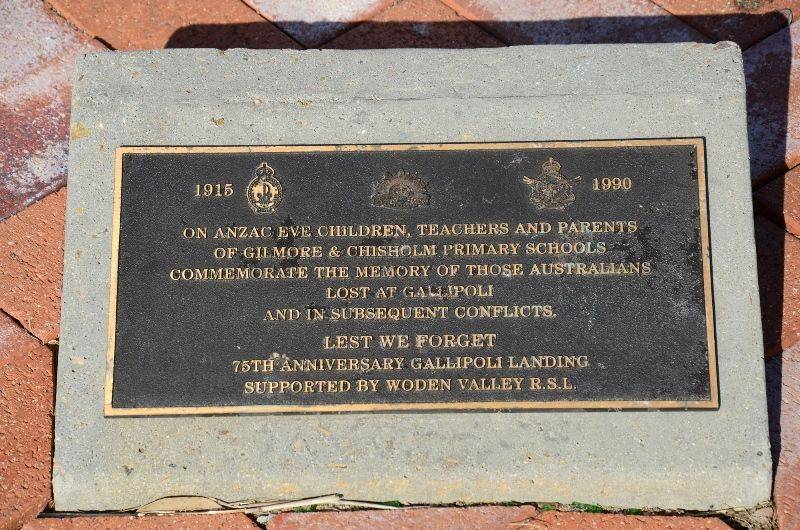 1915 1990
ON ANZAC EVE CHILDREN, TEACHERS AND PARENTS
OF GILMORE & CHISHOLM PRIMARY SCHOOLS
COMMEMORATE THE MEMORY OF THOSE AUSTRALIANS
LOST AT GALLIPOLI
AND IN SUBSEQUENT CONFLICTS.
LEST WE FORGET
75TH ANNIVERSARY GALLIPOLI LANDING
SUPPORTED BY WODEN VALLEY R.S.L.